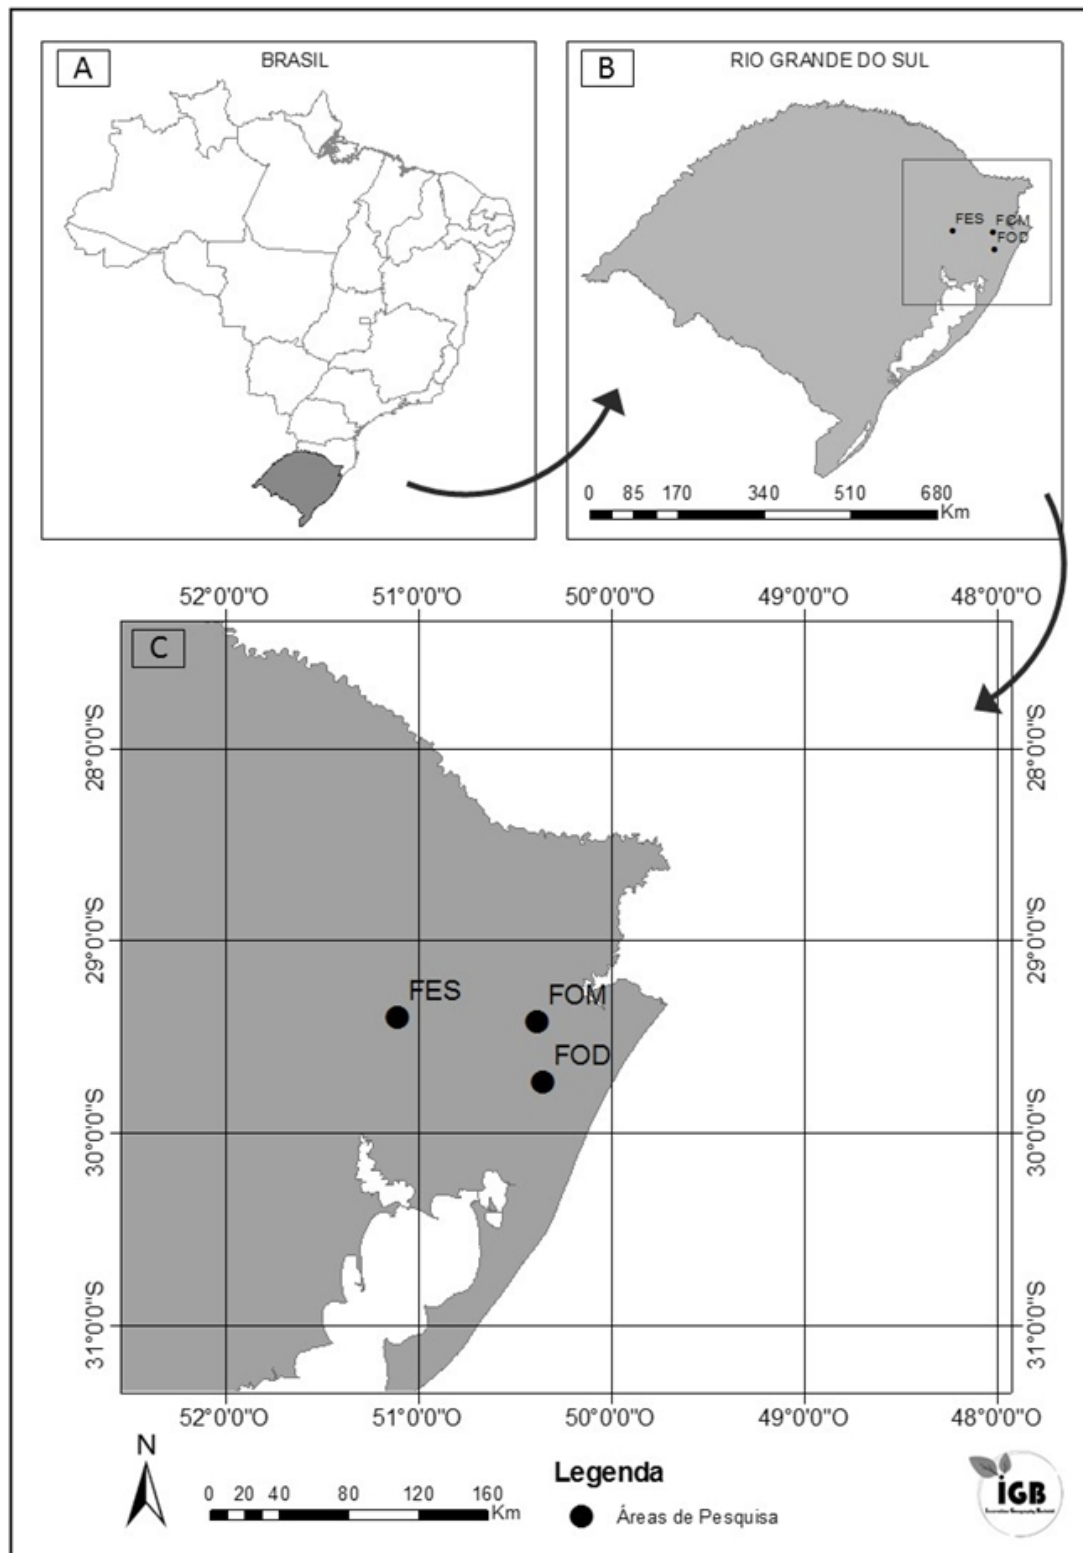 A
BRASIL
B
RIO GRANDE DO SUL
FES
FOM
FOD
0 85 170 340 510 680
Km
52°0'0"O 51°0'0"O 50°0'0"O 49°0'0"O 48°0'0"O
C
28°0'0"S 28°0'0"S
29°0'0"S 29°0'0"S
FES
FOM
FOD
30°0'0"S 30°0'0"S
31°0'0"S 31°0'0"S
52°0'0"O 51°0'0"O 50°0'0"O 49°0'0"O 48°0'0"O
N
0 20 40 80 120 160
Km
Legenda
Áreas de Pesquisa
IGB